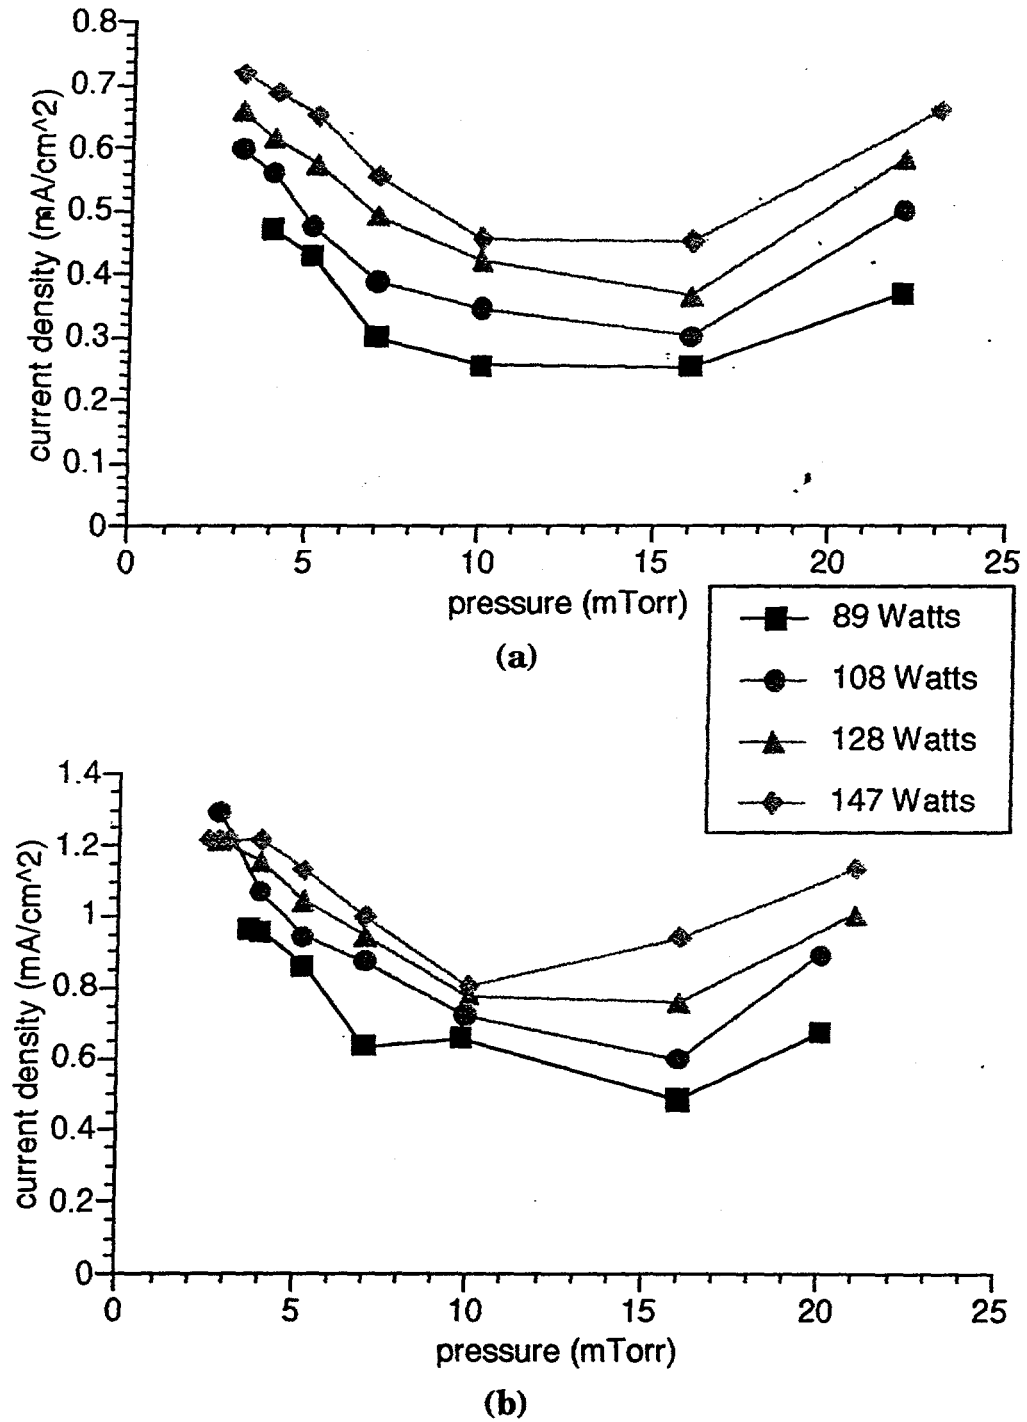 0.8
0.7
0.6
0.5
0.4
0.3
0.2
0.1
0
current density (mA/cm^2)
0 5 10 15 20 25
pressure (mTorr)
(a)
89 Watts
108 Watts
128 Watts
147 Watts
1.4
1.2
1
0.8
0.6
0.4
0.2
0
current density (mA/cm^2)
0 5 10 15 20 25
pressure (mTorr)
(b)